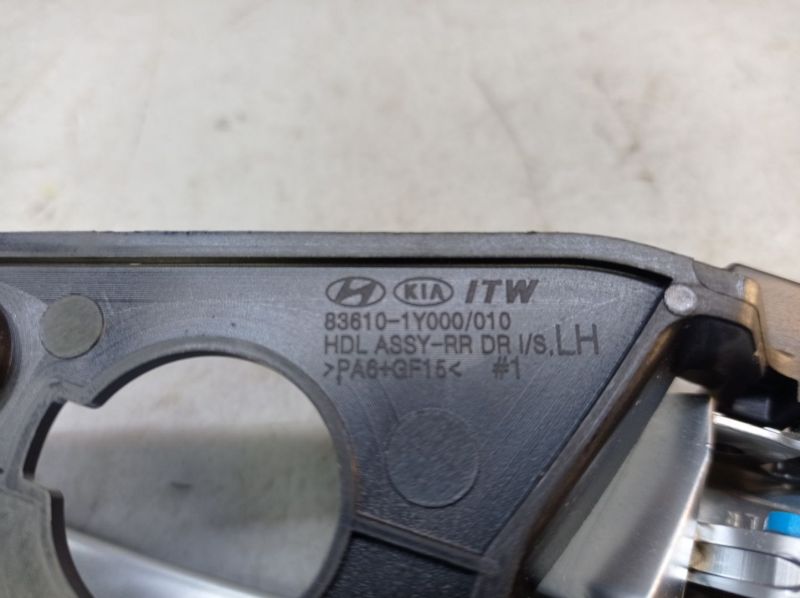 KIA ITW
83610-1Y000/010
HDL ASSY-RR DR I/S, LH
>PA6+GF15< #1